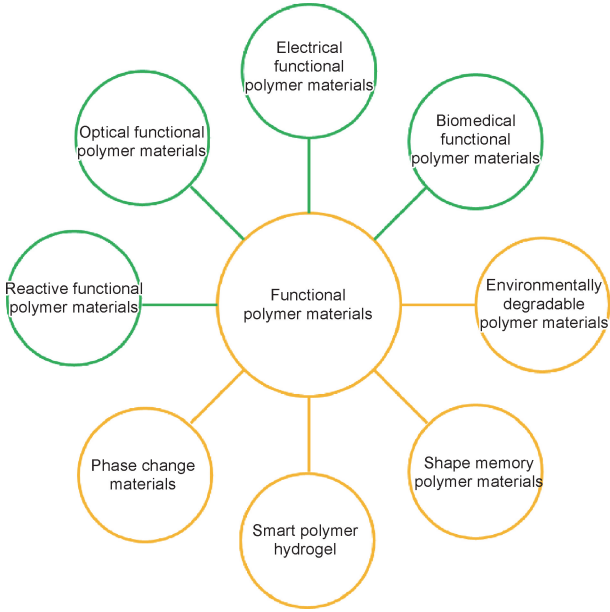 Electrical
functional
polymer materials
Optical functional
polymer materials
Biomedical
functional
polymer materials
Reactive functional
polymer materials
Functional
polymer materials
Environmentally
degradable
polymer materials
Phase change
materials
Shape memory
polymer materials
Smart polymer
hydrogel